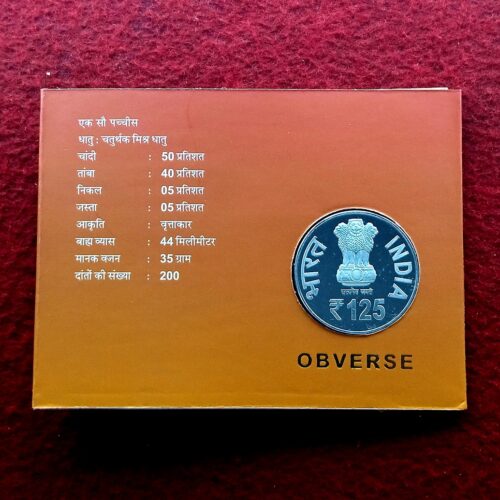 एक सौ पच्चीस
धातु : चतुर्थक मिश्र धातु
चांदी : 50 प्रतिशत
तांबा : 40 प्रतिशत
निकल : 05 प्रतिशत
जस्ता : 05 प्रतिशत
आकृति : वृत्ताकार
बाह्य व्यास : 44 मिलीमीटर
मानक वजन : 35 ग्राम
दांतों की संख्या : 200
भारत
INDIA
सत्यमेव जयते
₹ 125
OBVERSE